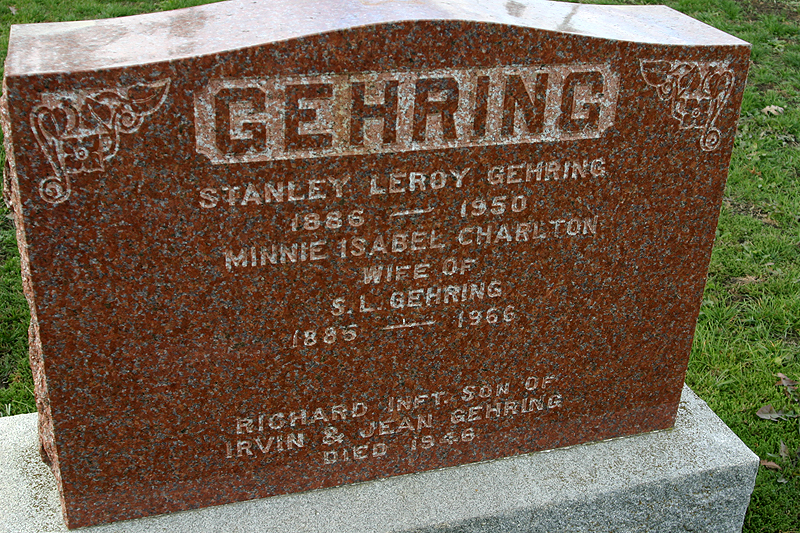 GEHRING
STANLEY LEROY GEHRING
1886 — 1950
MINNIE ISABEL CHARLTON
WIFE OF
S. L. GEHRING
1885 — 1966
RICHARD INFT. SON OF
IRVIN & JEAN GEHRING
DIED 1946